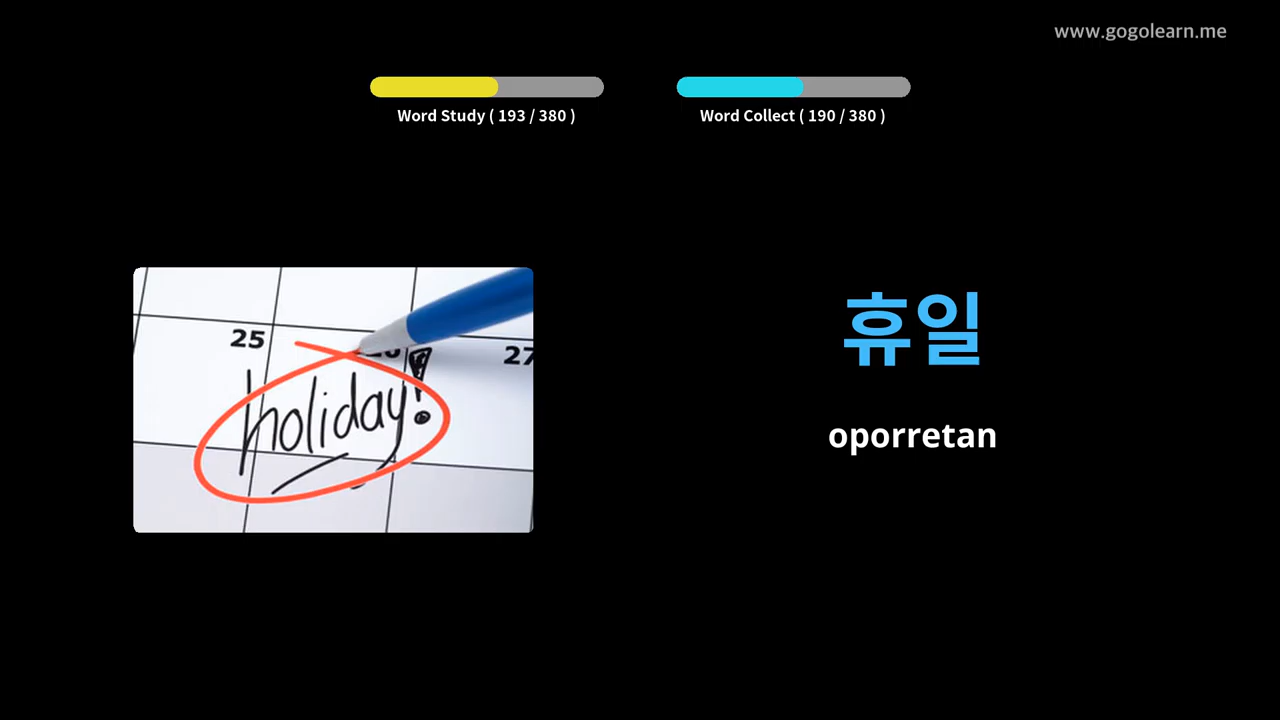 www.gogolearn.me
Word Study ( 193 / 380 )
Word Collect ( 190 / 380 )
25
27
holiday!
휴일
oporretan